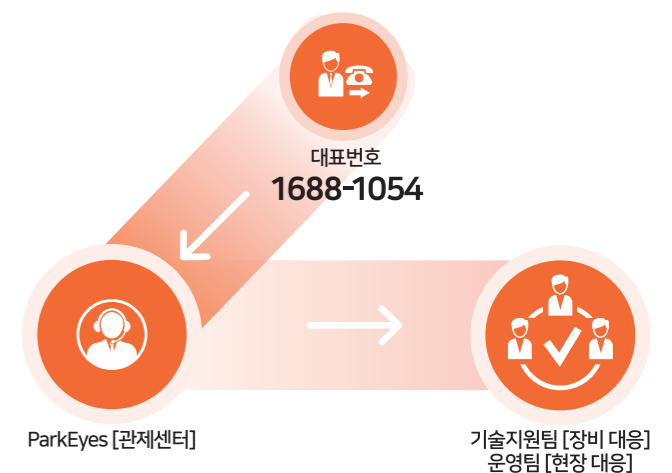 대표번호
1688-1054
ParkEyes [관제센터]
기술지원팀 [장비 대응]
운영팀 [현장 대응]